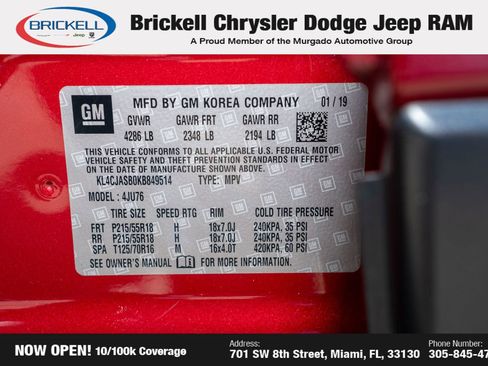 BRICKELL
Brickell Chrysler Dodge Jeep RAM
A Proud Member of the Murgado Automotive Group
GM
MFD BY GM KOREA COMPANY 01 / 19
GVWR GAWR FRT GAWR RR
4286 LB 2348 LB 2194 LB
THIS VEHICLE CONFORMS TO ALL APPLICABLE U.S. FEDERAL MOTOR
VEHICLE SAFETY, BUMPER, AND THEFT PREVENTION STANDARDS IN EFFECT
ON THE DATE OF MANUFACTURE SHOWN ABOVE.
KL4CJASB0KB849514 TYPE: MPV
MODEL : 4JU76
TIRE SIZE SPEED RTG RIM COLD TIRE PRESSURE
FRT P215/55R18 H 18x7.0J 240KPA, 35 PSI
RR P215/55R18 H 18x7.0J 240KPA, 35 PSI
SPA T125/70R16 M 16x4.0T 420KPA, 60 PSI
SEE OWNER'S MANUAL FOR MORE INFORMATION.
NOW OPEN! 10/100k Coverage
Address:
701 SW 8th Street, Miami, FL, 33130
Phone Number:
305-845-47